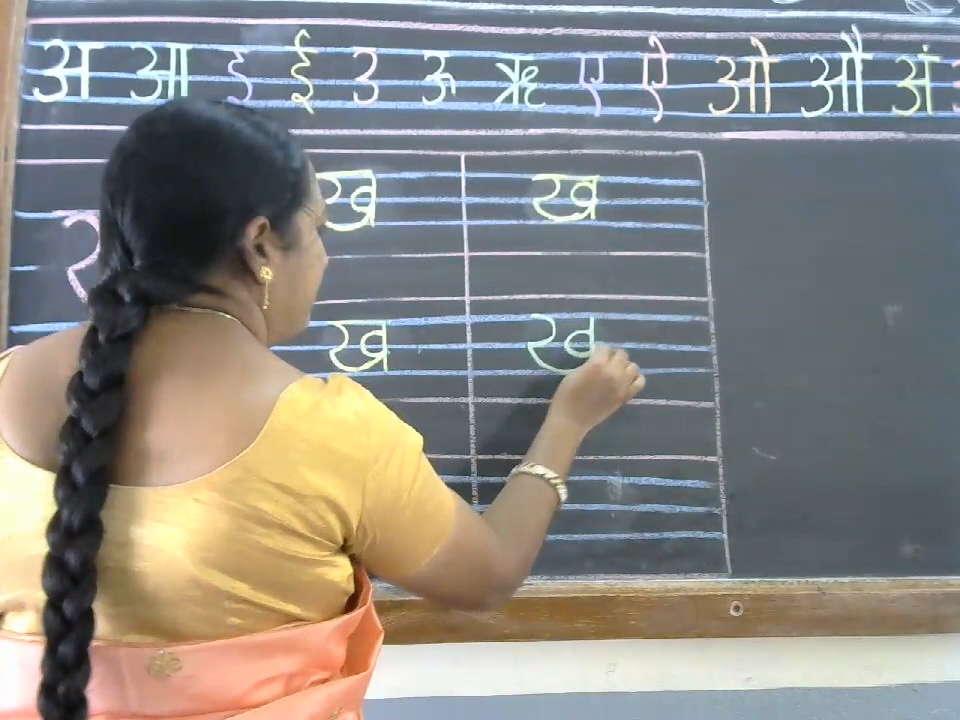 अ आ इ ई उ ऊ ऋ ए ऐ ओ औ अं
ख ख
ख ख